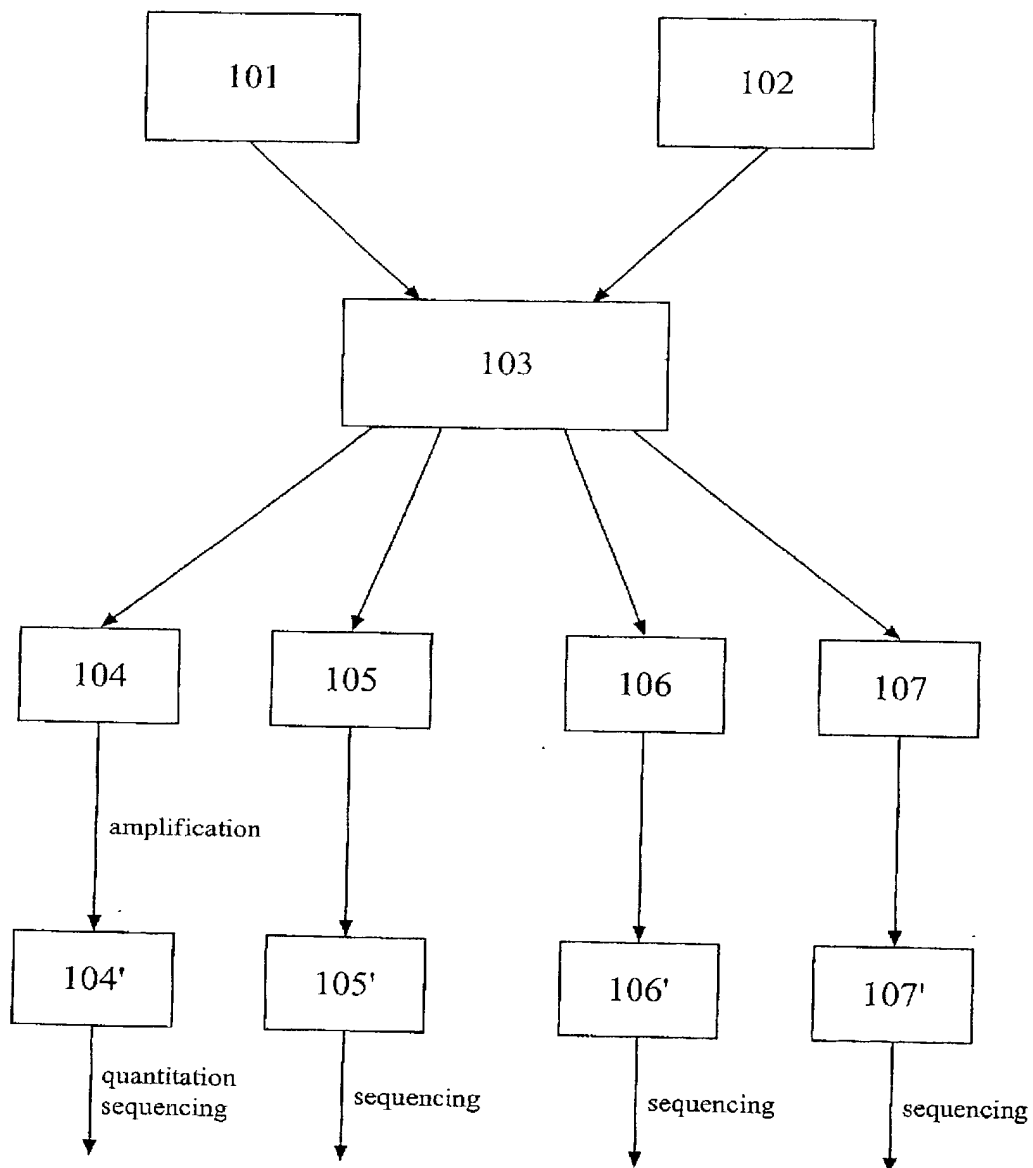 101
102
103
104
105
106
107
amplification
104'
105'
106'
107'
quantitation
sequencing
sequencing
sequencing
sequencing